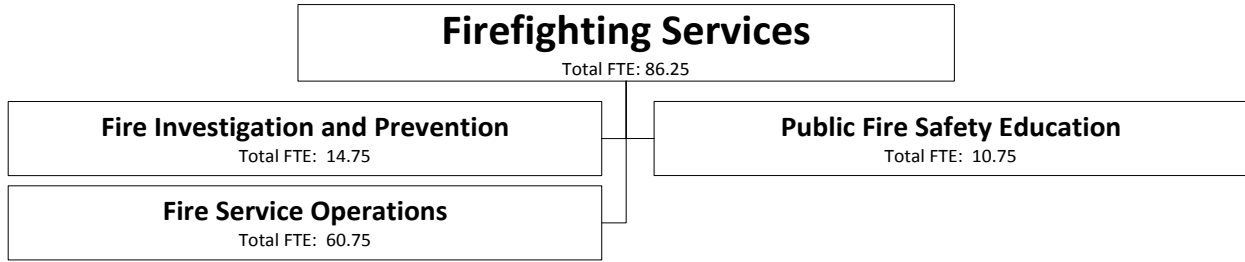 Firefighting Services
Total FTE: 86.25
Fire Investigation and Prevention
Total FTE: 14.75
Public Fire Safety Education
Total FTE: 10.75
Fire Service Operations
Total FTE: 60.75